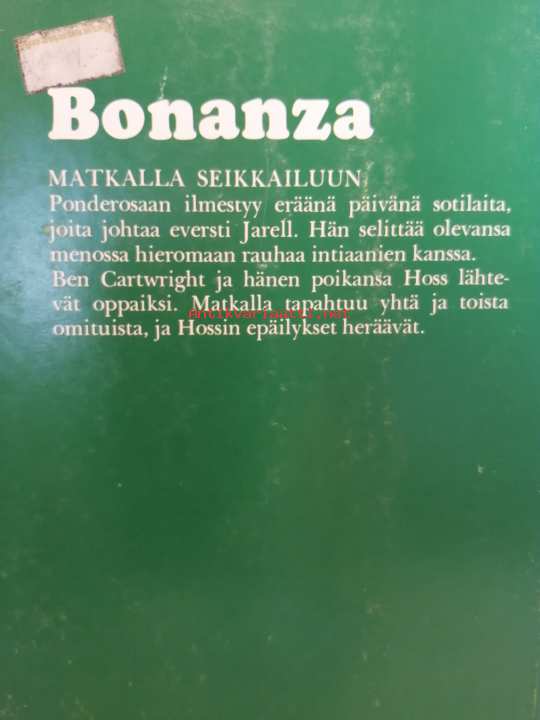 Bonanza
MATKALLA SEIKKAILUUN
Ponderosaan ilmestyy eräänä päivänä sotilaita,
joita johtaa eversti Jarell. Hän selittää olevansa
menossa hieromaan rauhaa intiaanien kanssa.
Ben Cartwright ja hänen poikansa Hoss lähte-
vät oppaiksi. Matkalla tapahtuu yhtä ja toista
Antikvariaatti.net
omituista, ja Hossin epäilykset heräävät.